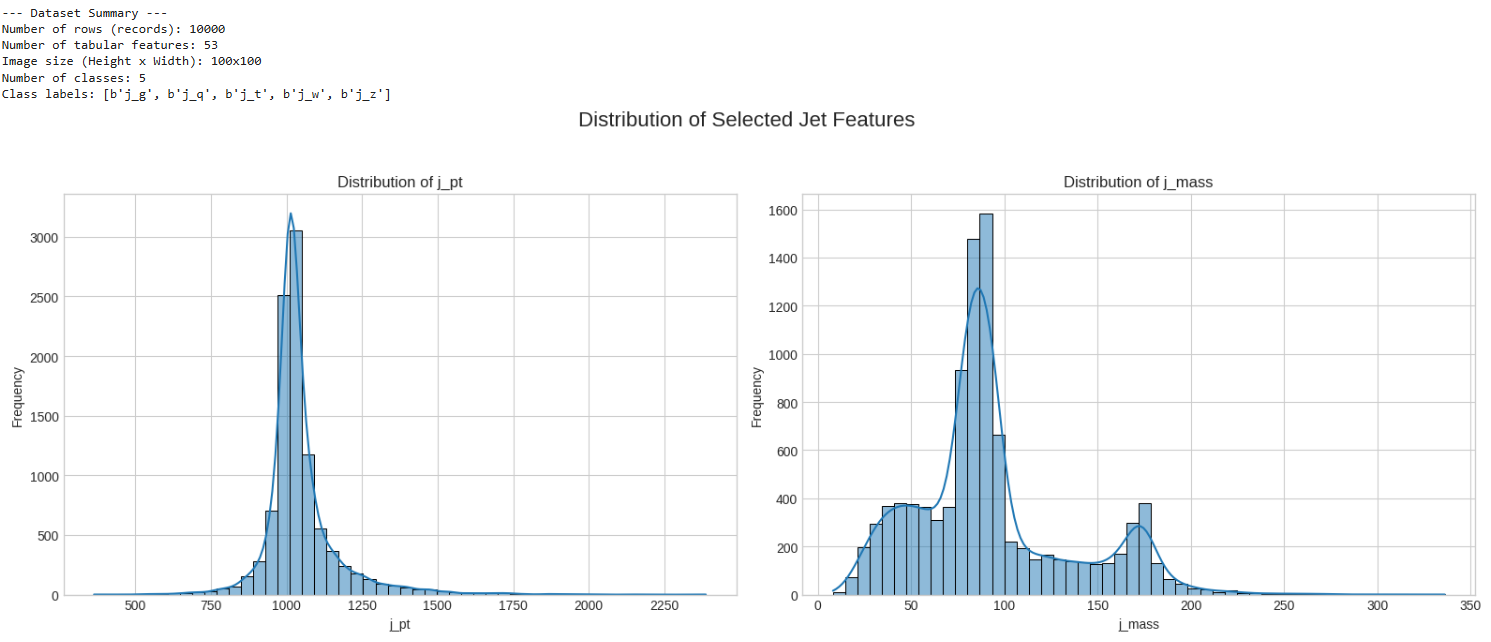 --- Dataset Summary ---
Number of rows (records): 10000
Number of tabular features: 53
Image size (Height x Width): 100x100
Number of classes: 5
Class labels: [b'j_g', b'j_q', b'j_t', b'j_w', b'j_z']
Distribution of Selected Jet Features
Distribution of j_pt
Frequency
3000
2500
2000
1500
1000
500
0
500 750 1000 1250 1500 1750 2000 2250
j_pt
Distribution of j_mass
Frequency
1600
1400
1200
1000
800
600
400
200
0
0 50 100 150 200 250 300 350
j_mass